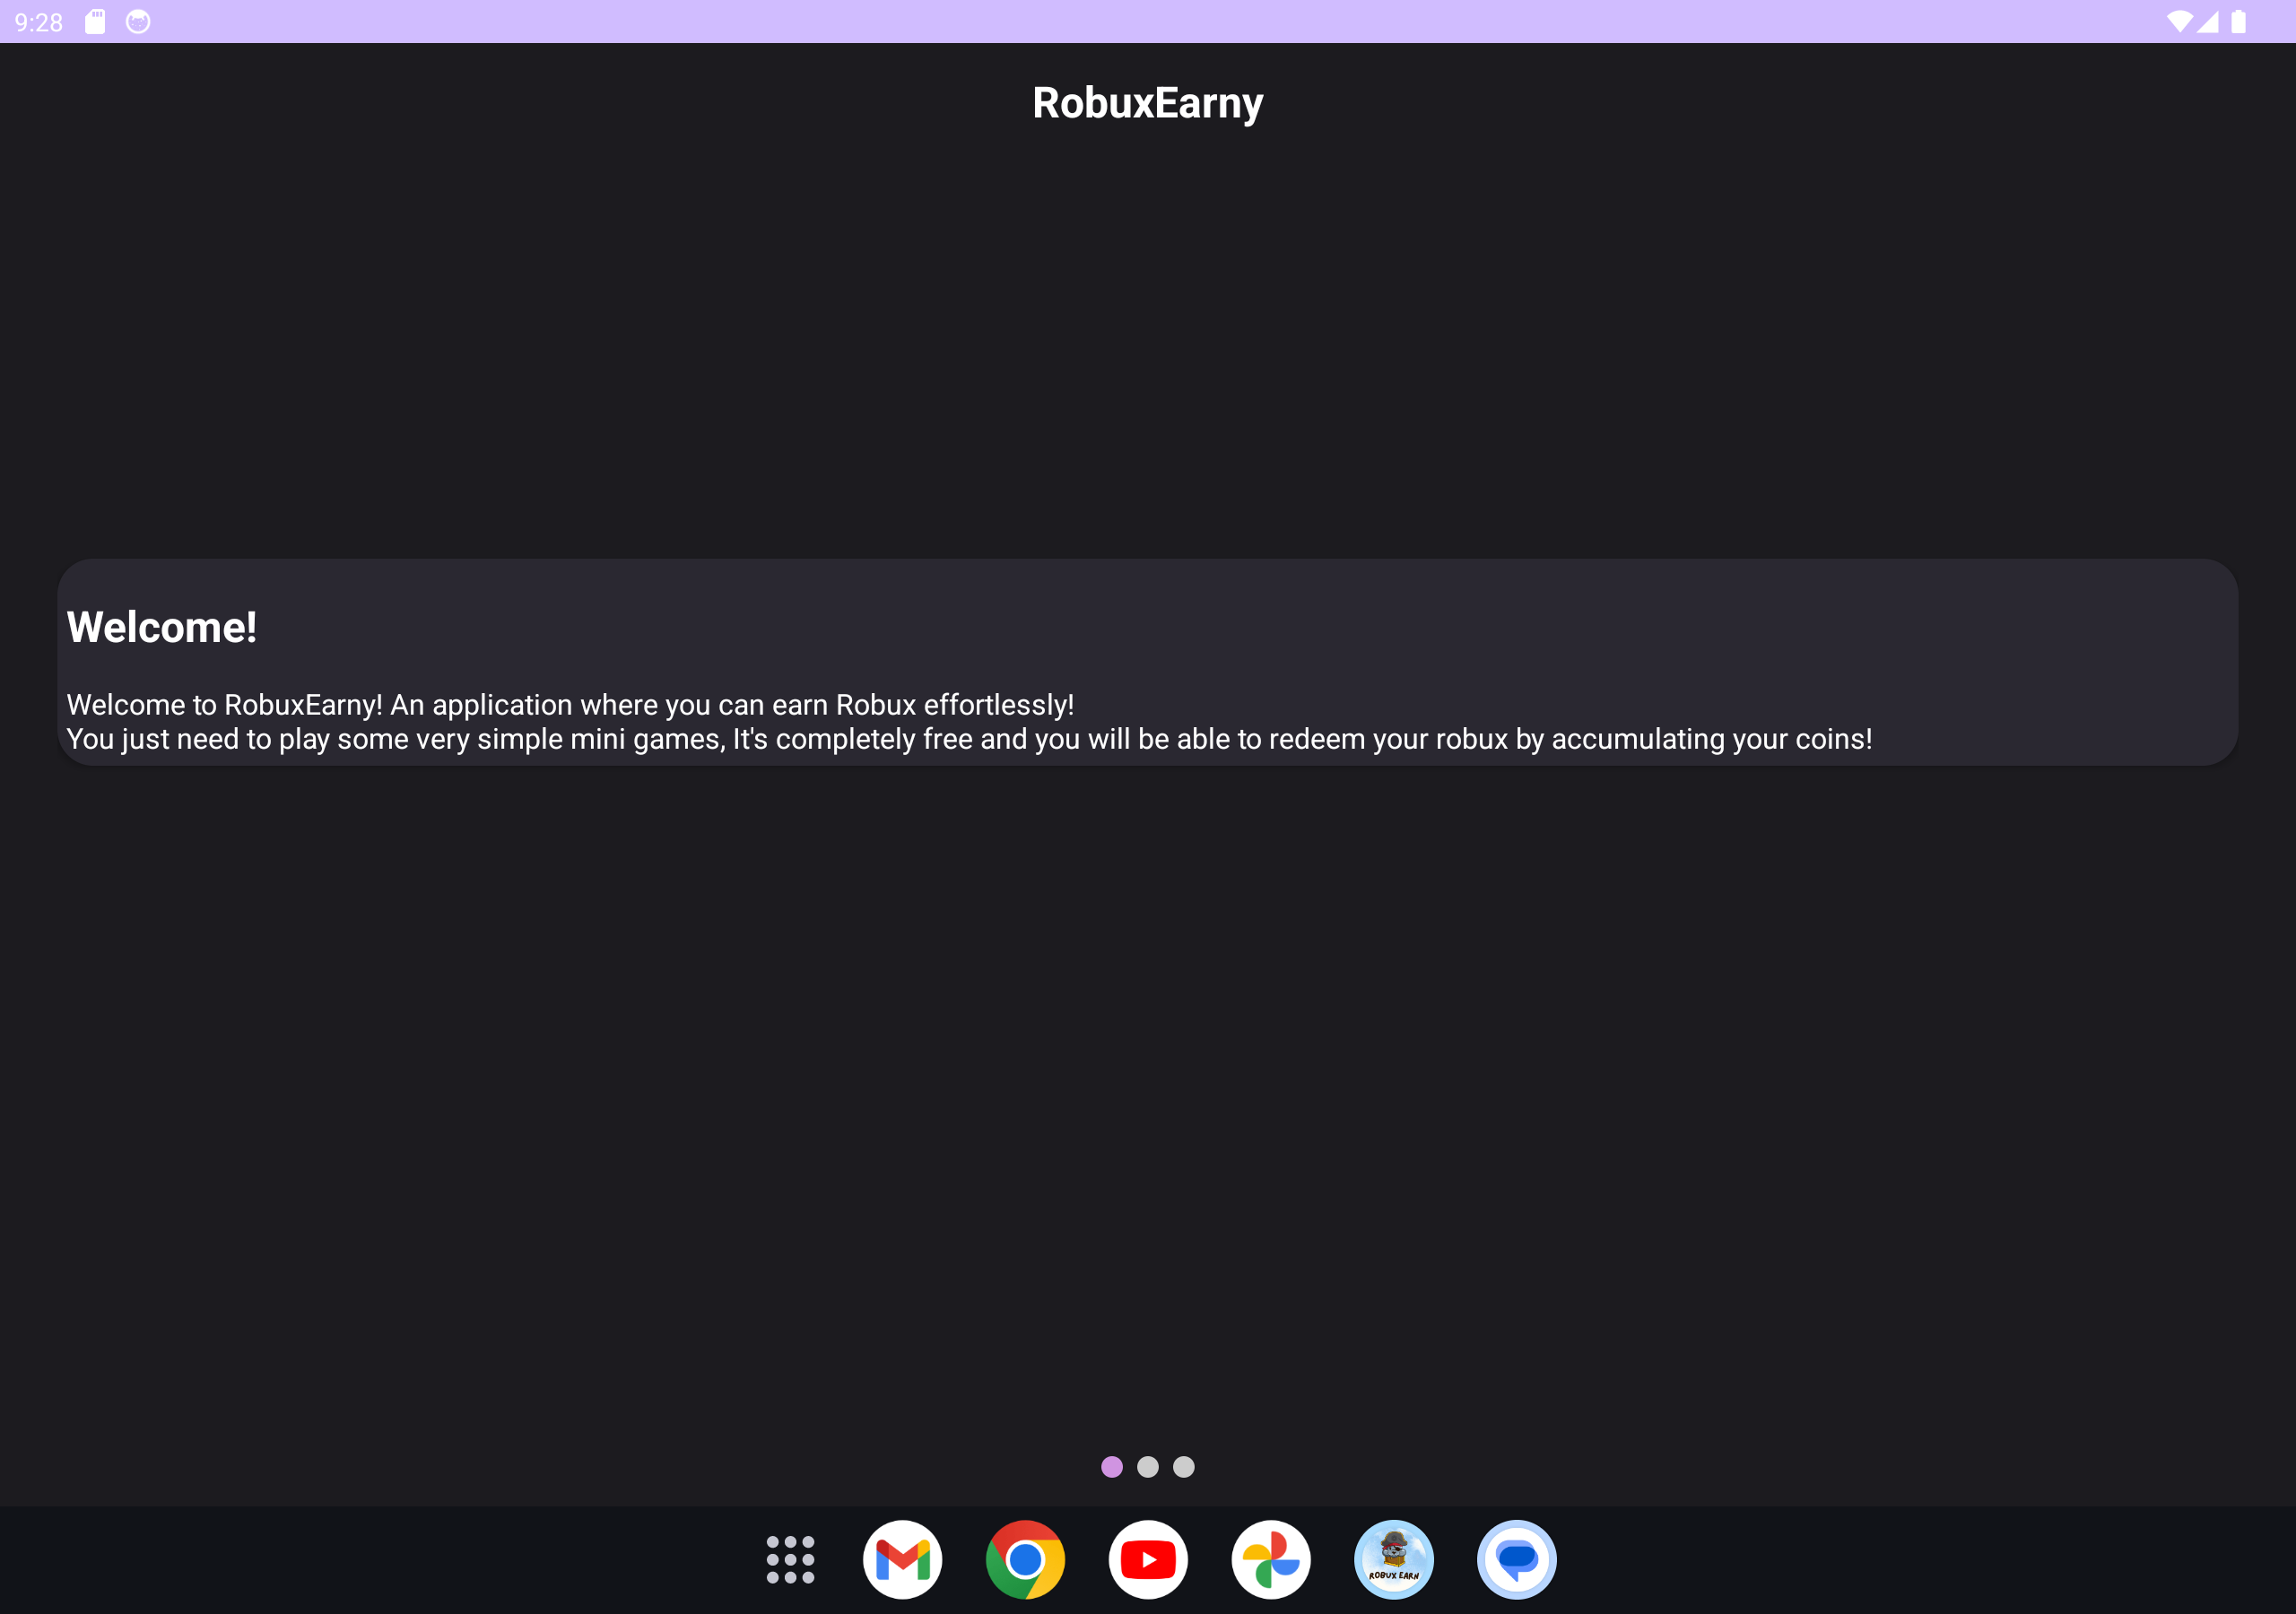 9:28
RobuxEarny
Welcome!
Welcome to RobuxEarny! An application where you can earn Robux effortlessly!
You just need to play some very simple mini games, It's completely free and you will be able to redeem your robux by accumulating your coins!
ROBUX EARN